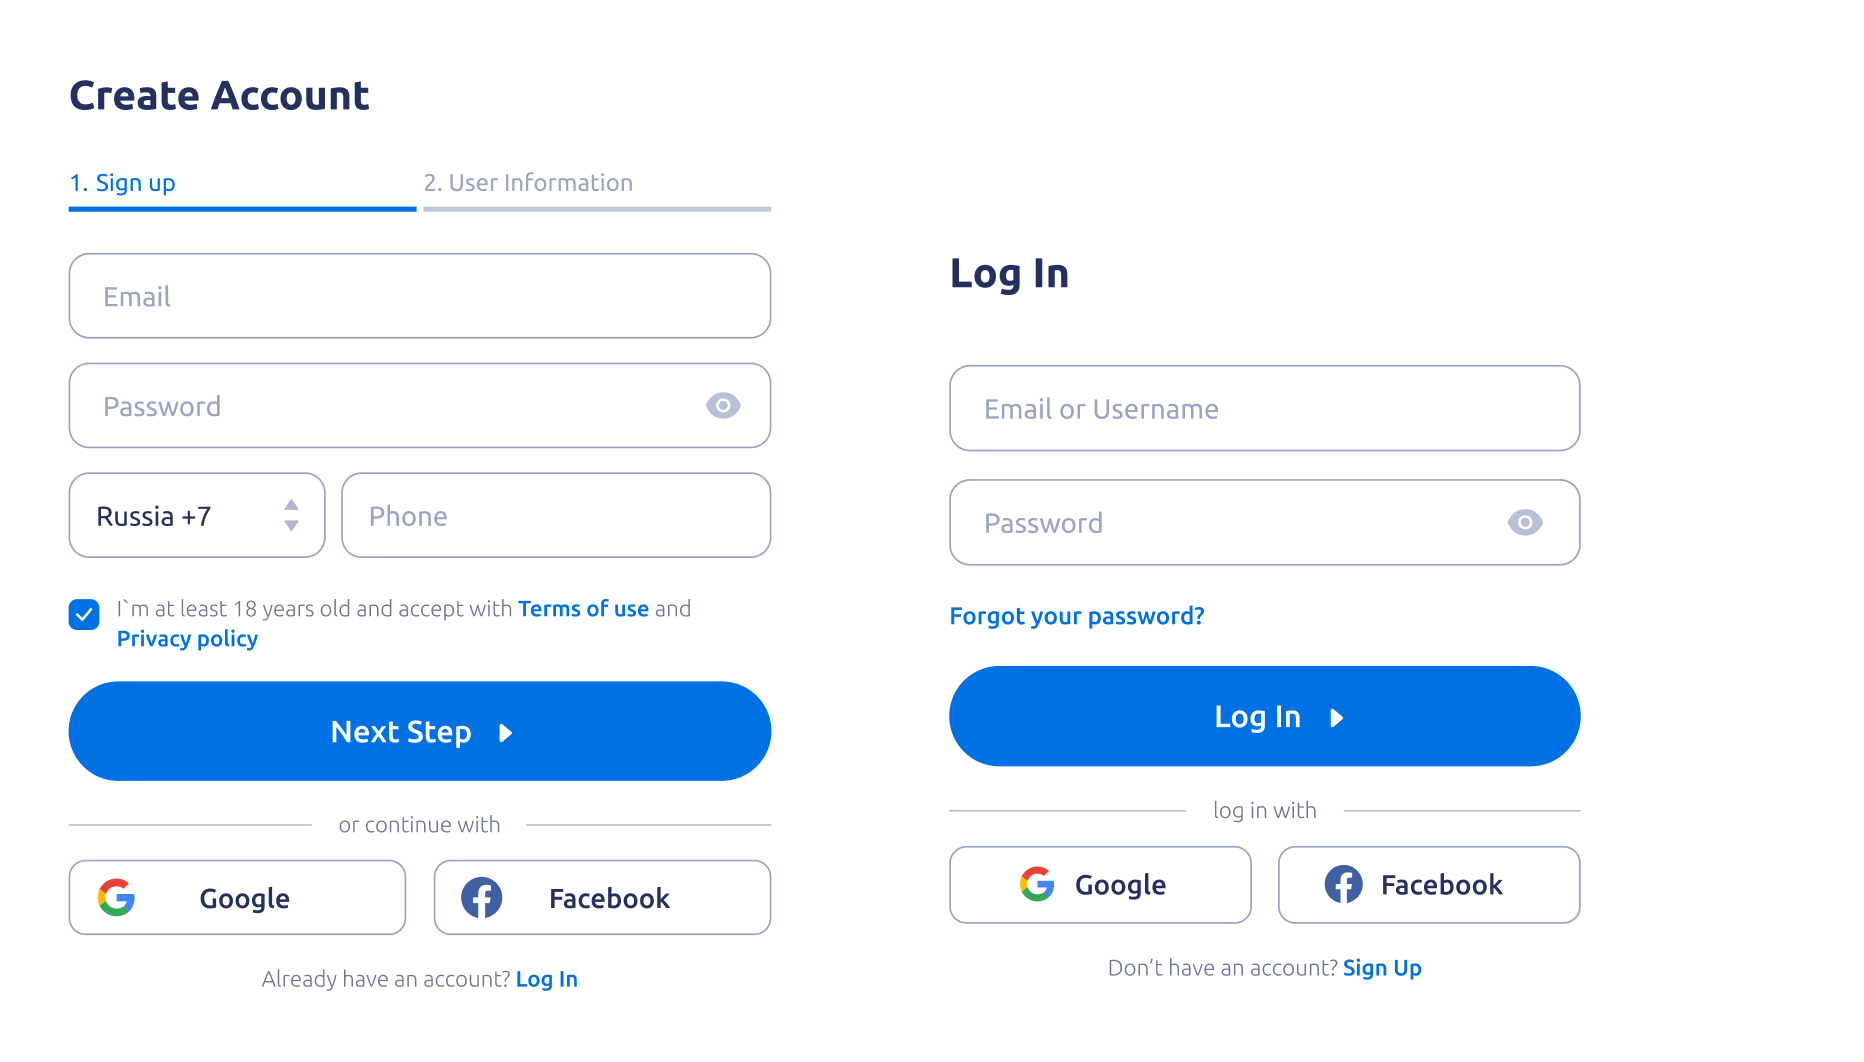 Create Account
1. Sign up
2. User Information
Email
Password
Russia +7
Phone
I`m at least 18 years old and accept with Terms of use and
Privacy policy
Next Step
or continue with
Google
Facebook
Already have an account? Log In
Log In
Email or Username
Password
Forgot your password?
Log In
log in with
Google
Facebook
Don’t have an account? Sign Up